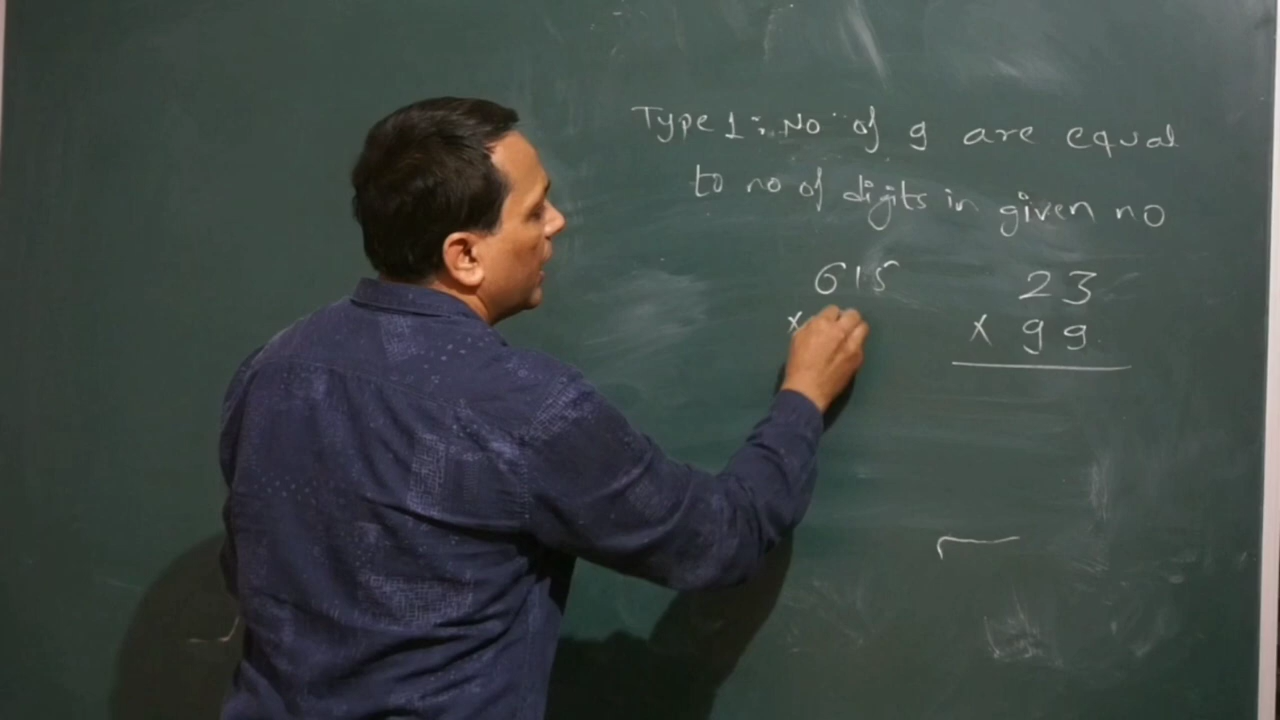 Type 1: No of 9 are equal
to no of digits in given no
615 23
x x 99